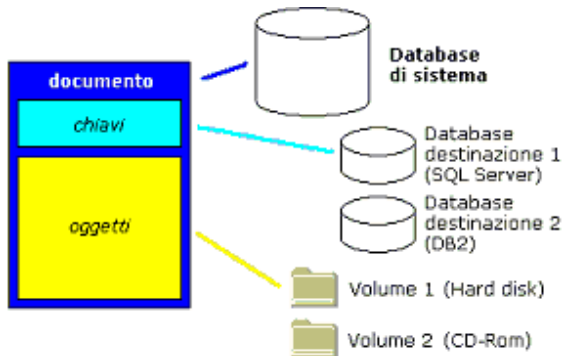 documento
chiavi
oggetti
Database
di sistema
Database
destinazione 1
(SQL Server)
Database
destinazione 2
(DB2)
Volume 1 (Hard disk)
Volume 2 (CD-Rom)